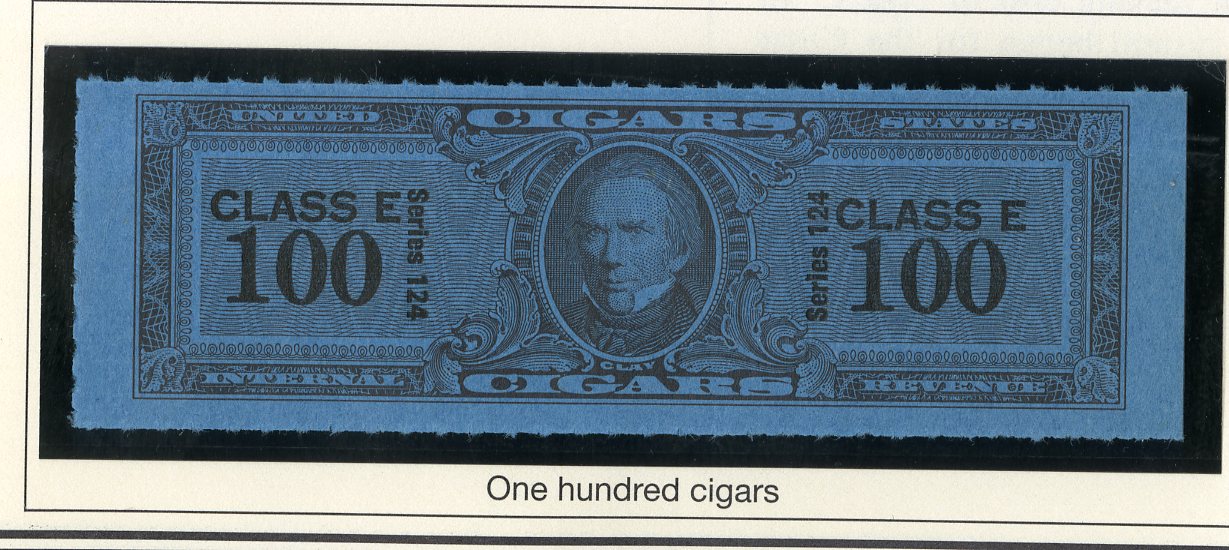 UNITED CIGARS STATES
CLASS E
100
Series 124
Series 124
CLASS E
100
CLAY
INTERNAL CIGARS REVENUE
One hundred cigars